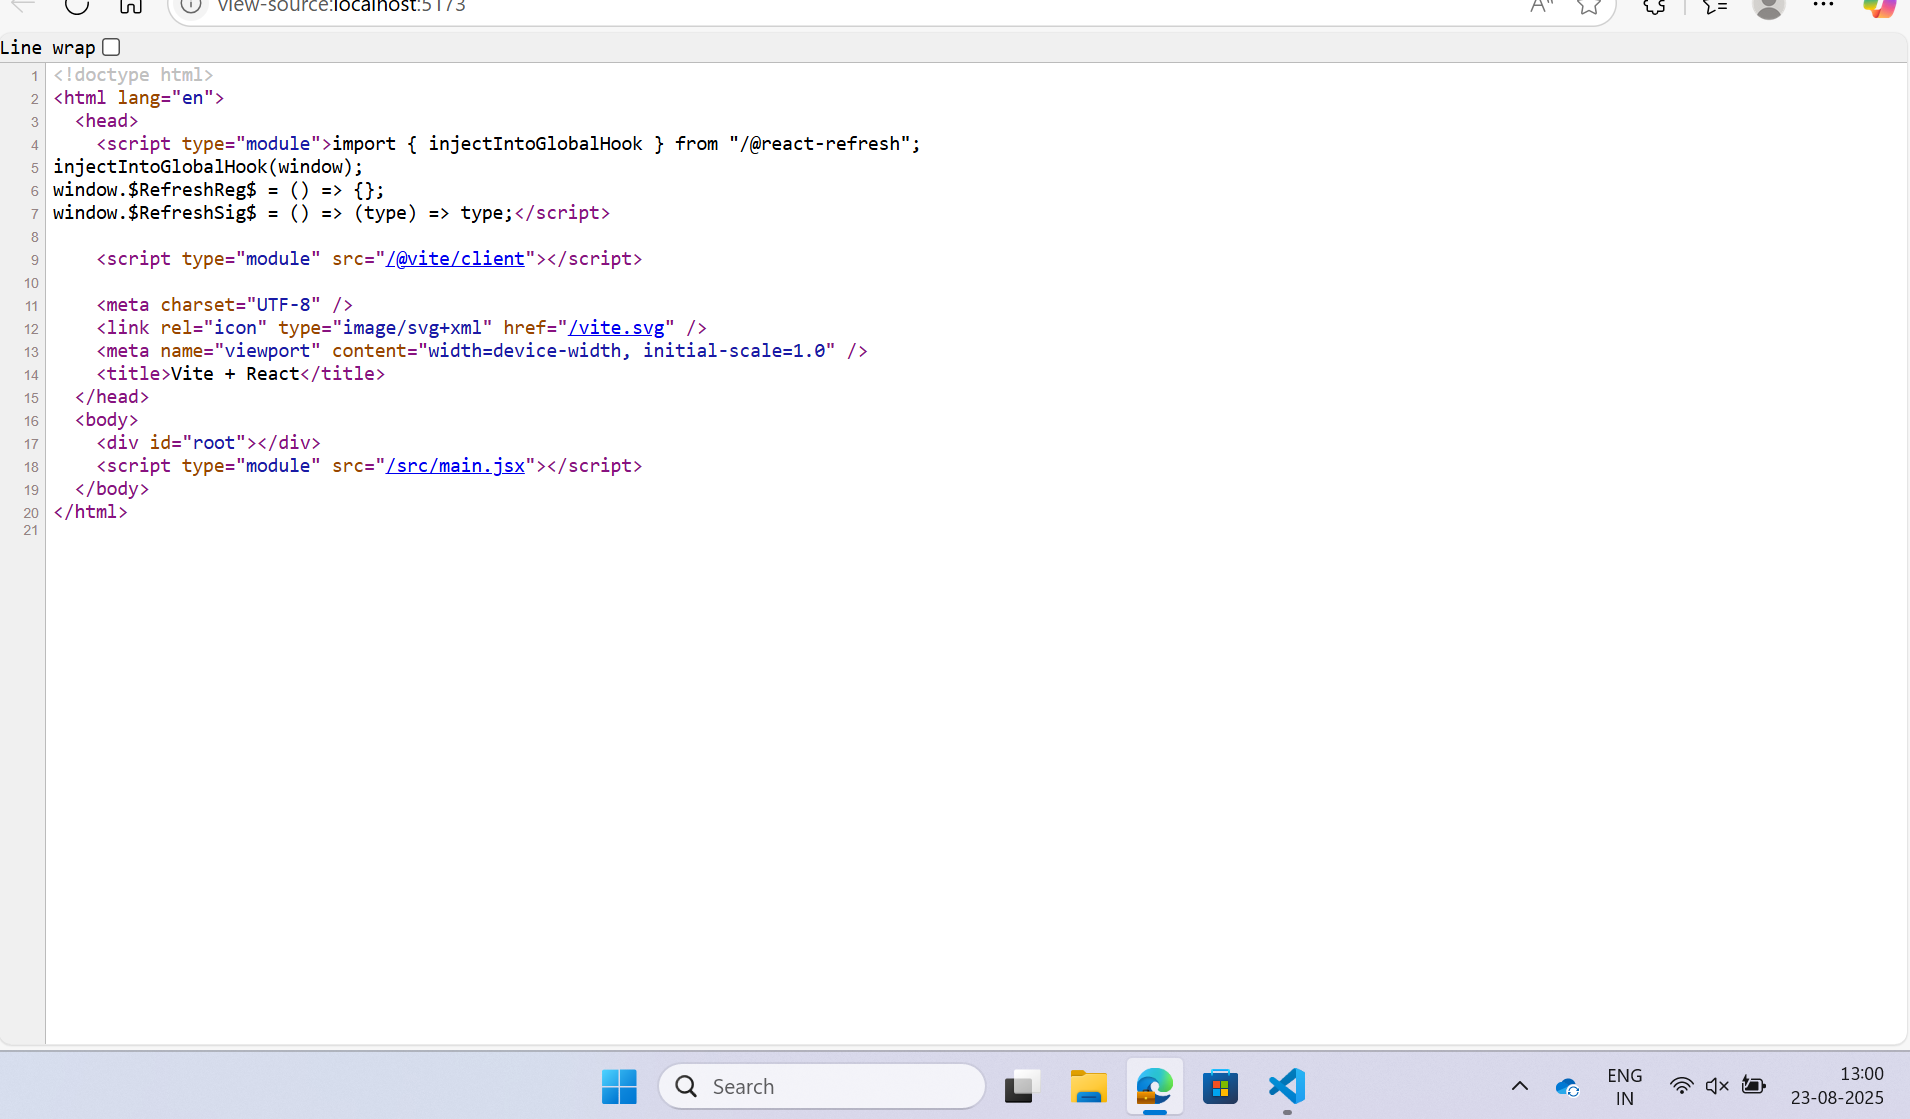 view-source:localhost:5173
Line wrap
1 <!doctype html>
2 <html lang="en">
3   <head>
4     <script type="module">import { injectIntoGlobalHook } from "/@react-refresh";
5 injectIntoGlobalHook(window);
6 window.$RefreshReg$ = () => {};
7 window.$RefreshSig$ = () => (type) => type;</script>
8
9     <script type="module" src="/@vite/client"></script>
10
11     <meta charset="UTF-8" />
12     <link rel="icon" type="image/svg+xml" href="/vite.svg" />
13     <meta name="viewport" content="width=device-width, initial-scale=1.0" />
14     <title>Vite + React</title>
15   </head>
16   <body>
17     <div id="root"></div>
18     <script type="module" src="/src/main.jsx"></script>
19   </body>
20 </html>
21
Search
ENG
IN
13:00
23-08-2025